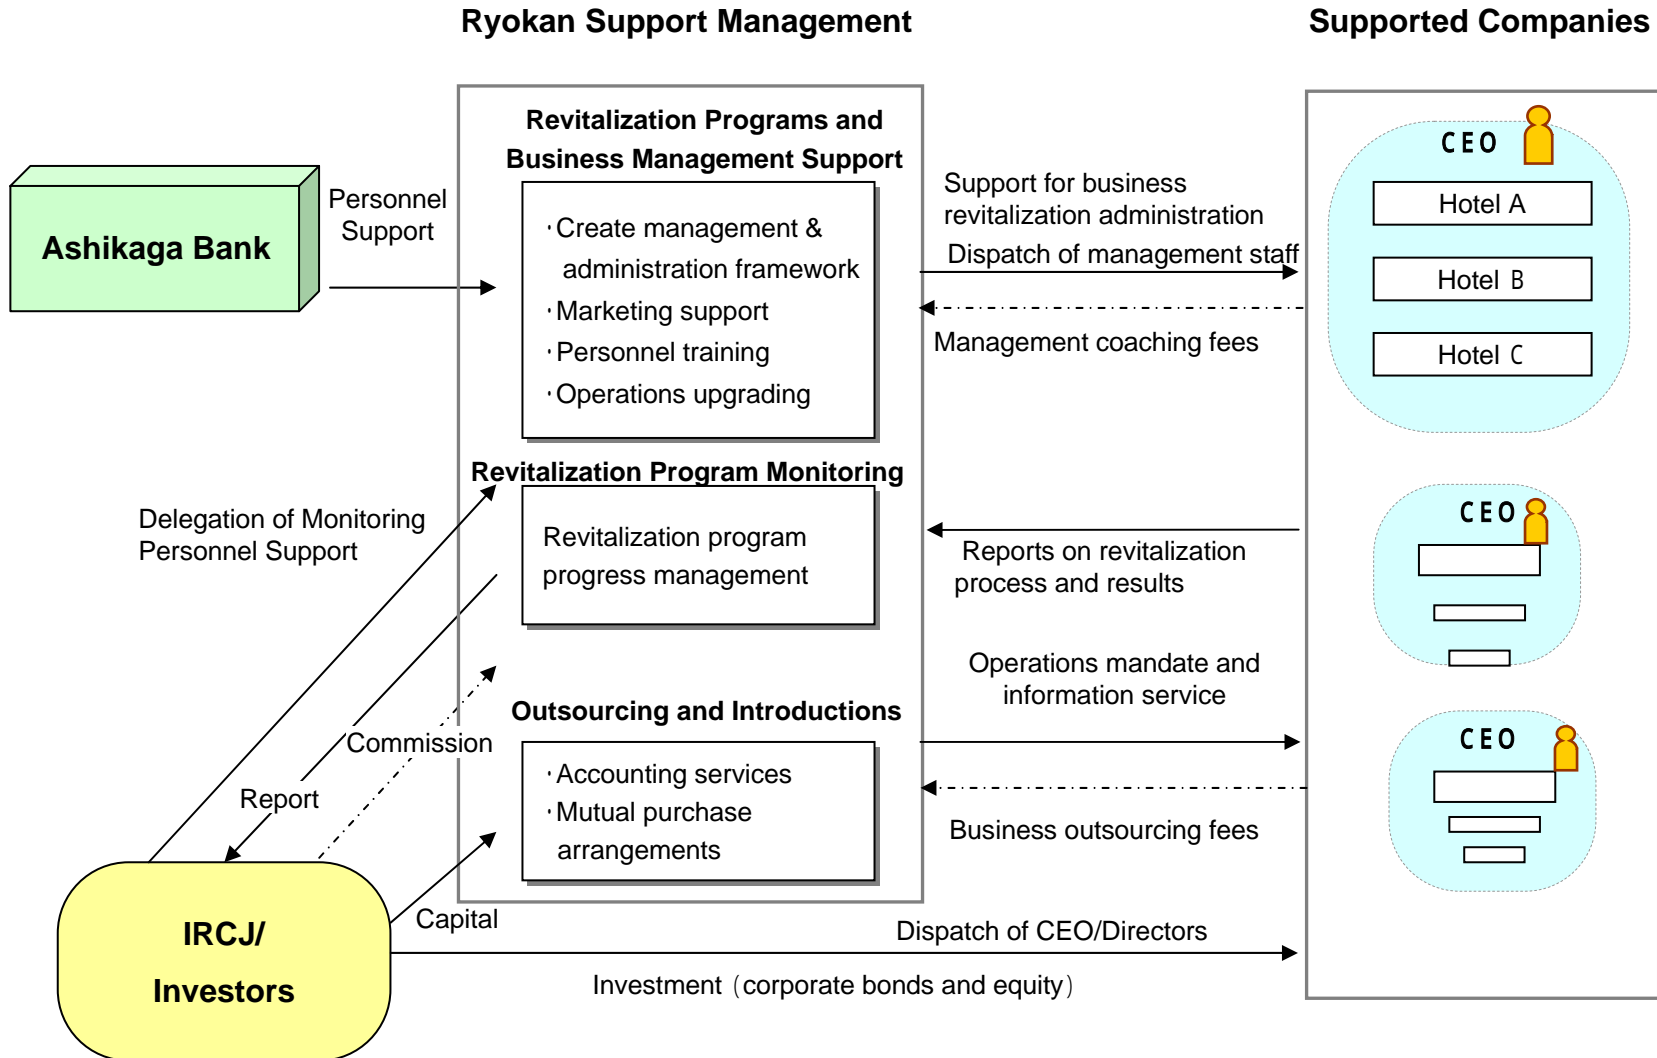 Ryokan Support Management
Supported Companies
Revitalization Programs and
Business Management Support
Ashikaga Bank
Personnel
Support
・Create management &
administration framework
・Marketing support
・Personnel training
・Operations upgrading
Support for business
revitalization administration
Dispatch of management staff
Management coaching fees
CEO
Hotel A
Hotel B
Hotel C
Revitalization Program Monitoring
Delegation of Monitoring
Personnel Support
Revitalization program
progress management
Reports on revitalization
process and results
CEO
Operations mandate and
information service
Outsourcing and Introductions
Commission
Report
・Accounting services
・Mutual purchase
arrangements
Business outsourcing fees
CEO
IRCJ/
Investors
Capital
Dispatch of CEO/Directors
Investment (corporate bonds and equity)